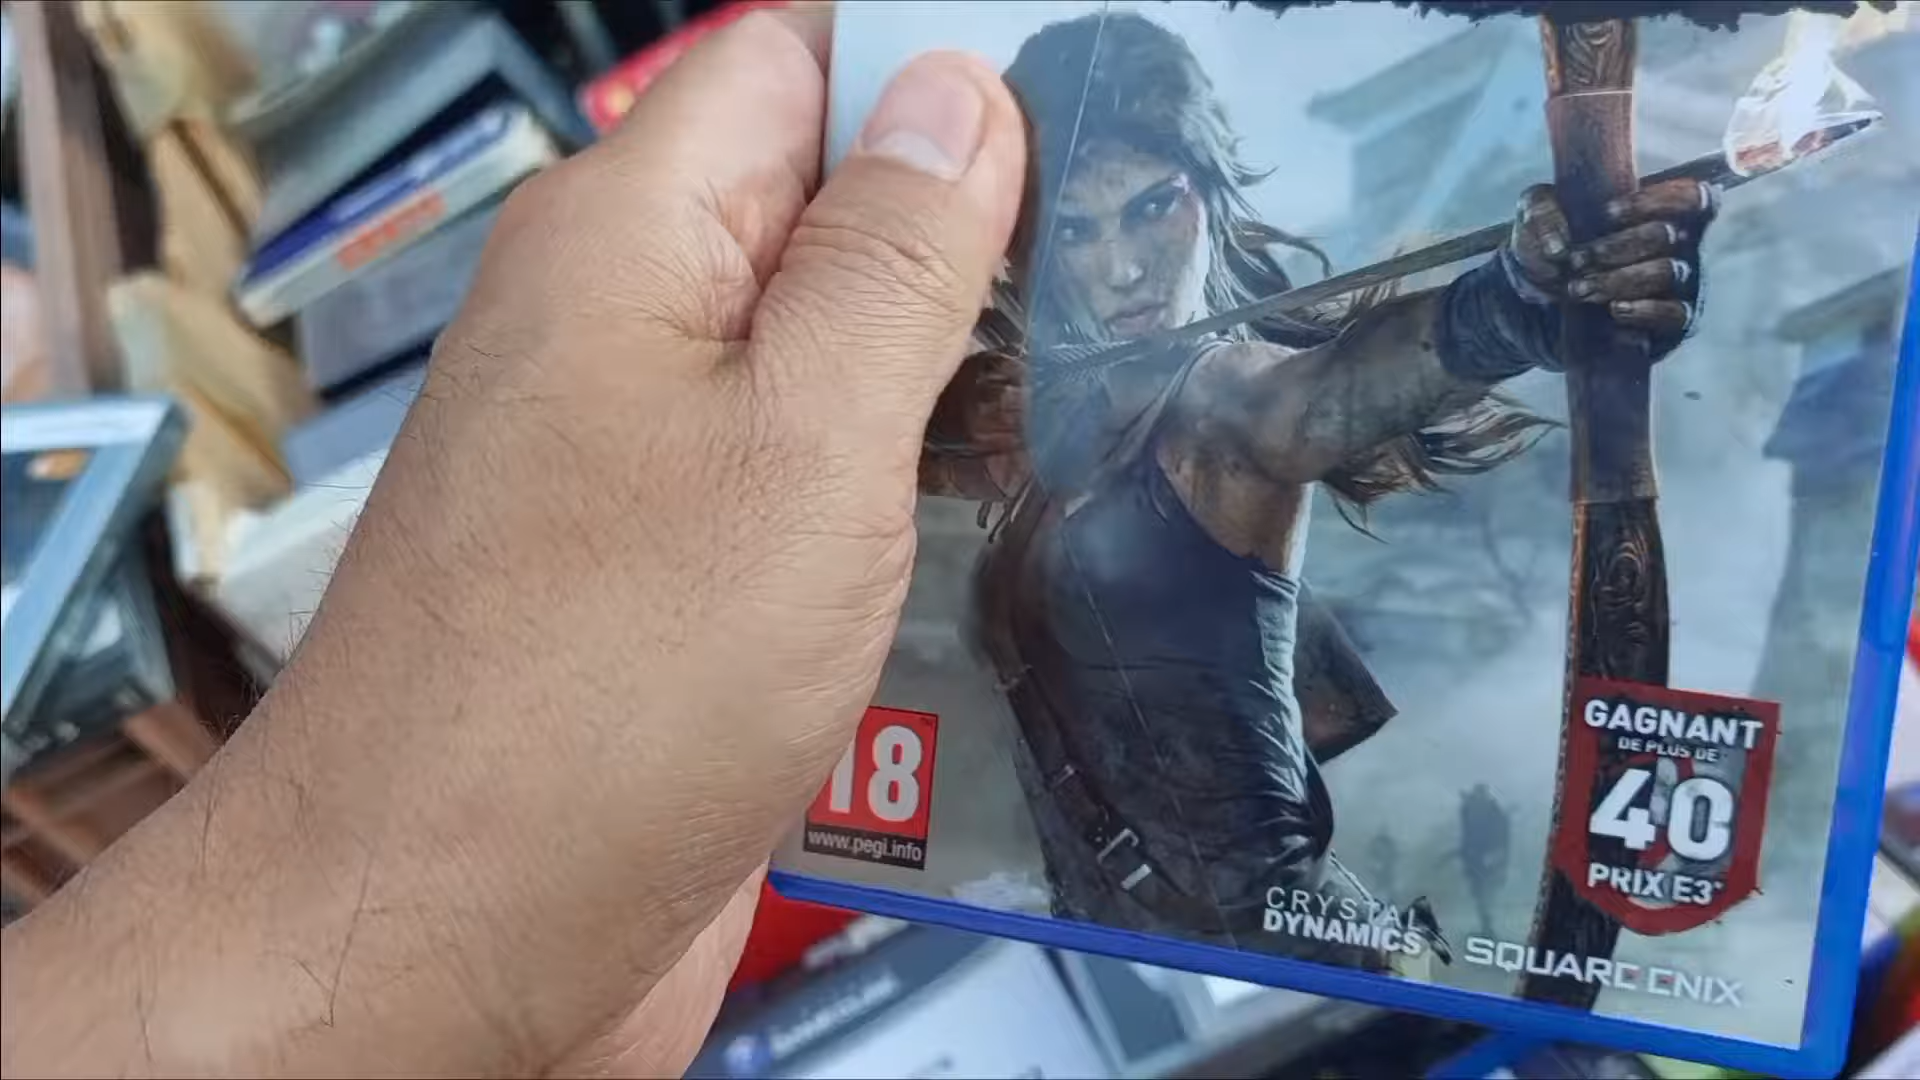 18
www.pegi.info
GAGNANT
DE PLUS DE
40
PRIX E3*
CRYSTAL
DYNAMICS
SQUARE ENIX